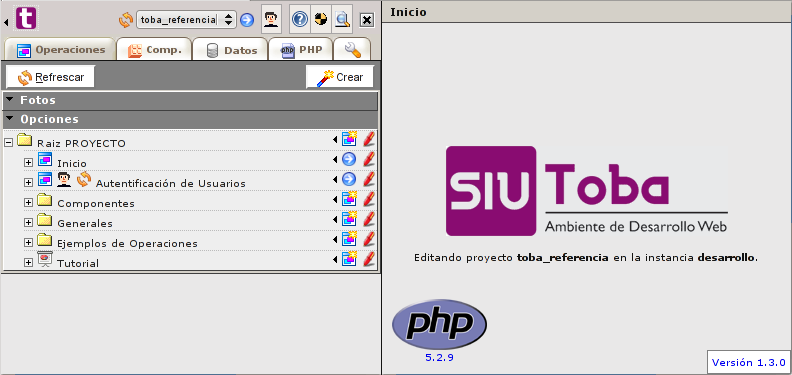 t
toba_referencia
Operaciones
Comp.
Datos
php
PHP
Refrescar
Crear
Fotos
Opciones
Raiz PROYECTO
Inicio
Autentificación de Usuarios
Componentes
Generales
Ejemplos de Operaciones
Tutorial
Inicio
SIU Toba
Ambiente de Desarrollo Web
Editando proyecto toba_referencia en la instancia desarrollo.
php
5.2.9
Versión 1.3.0